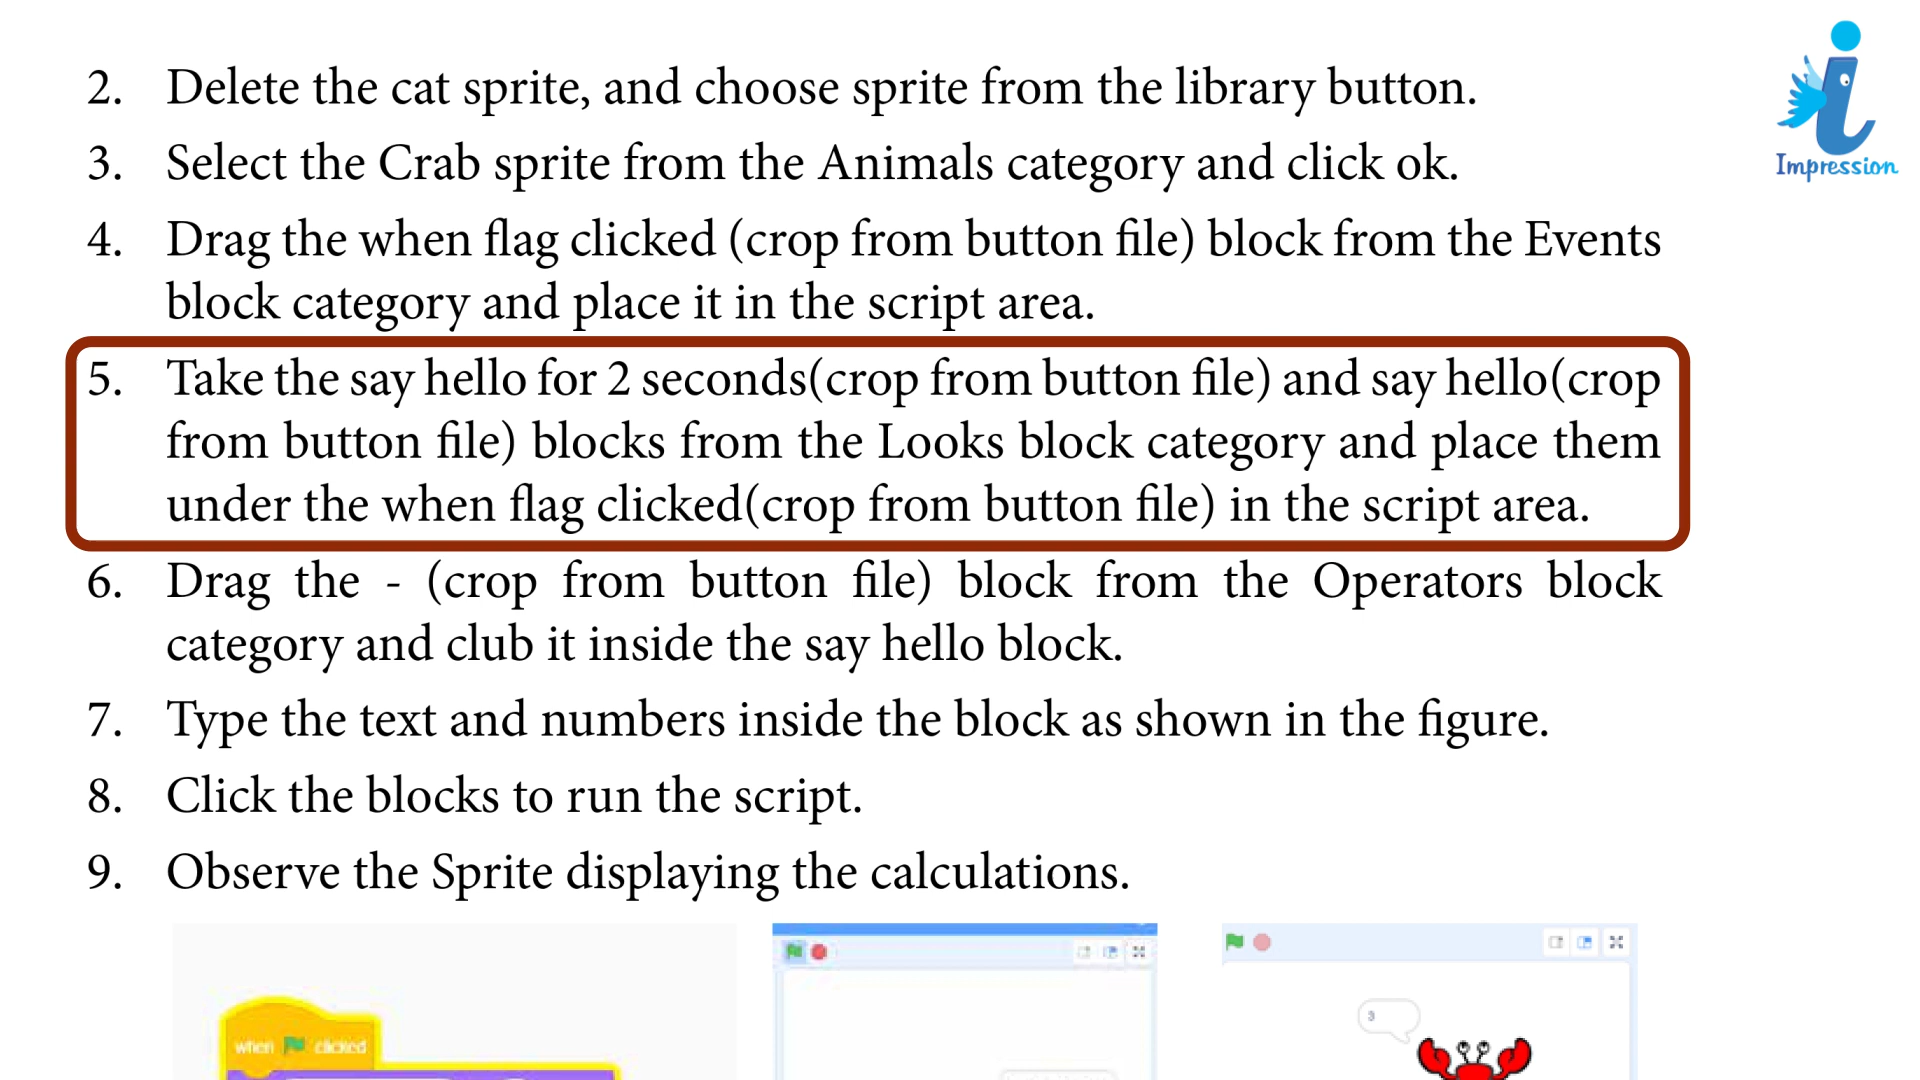 2. Delete the cat sprite, and choose sprite from the library button.
3. Select the Crab sprite from the Animals category and click ok.
4. Drag the when flag clicked (crop from button file) block from the Events
block category and place it in the script area.
5. Take the say hello for 2 seconds(crop from button file) and say hello(crop
from button file) blocks from the Looks block category and place them
under the when flag clicked(crop from button file) in the script area.
6. Drag the - (crop from button file) block from the Operators block
category and club it inside the say hello block.
7. Type the text and numbers inside the block as shown in the figure.
8. Click the blocks to run the script.
9. Observe the Sprite displaying the calculations.
Impression
when clicked
3